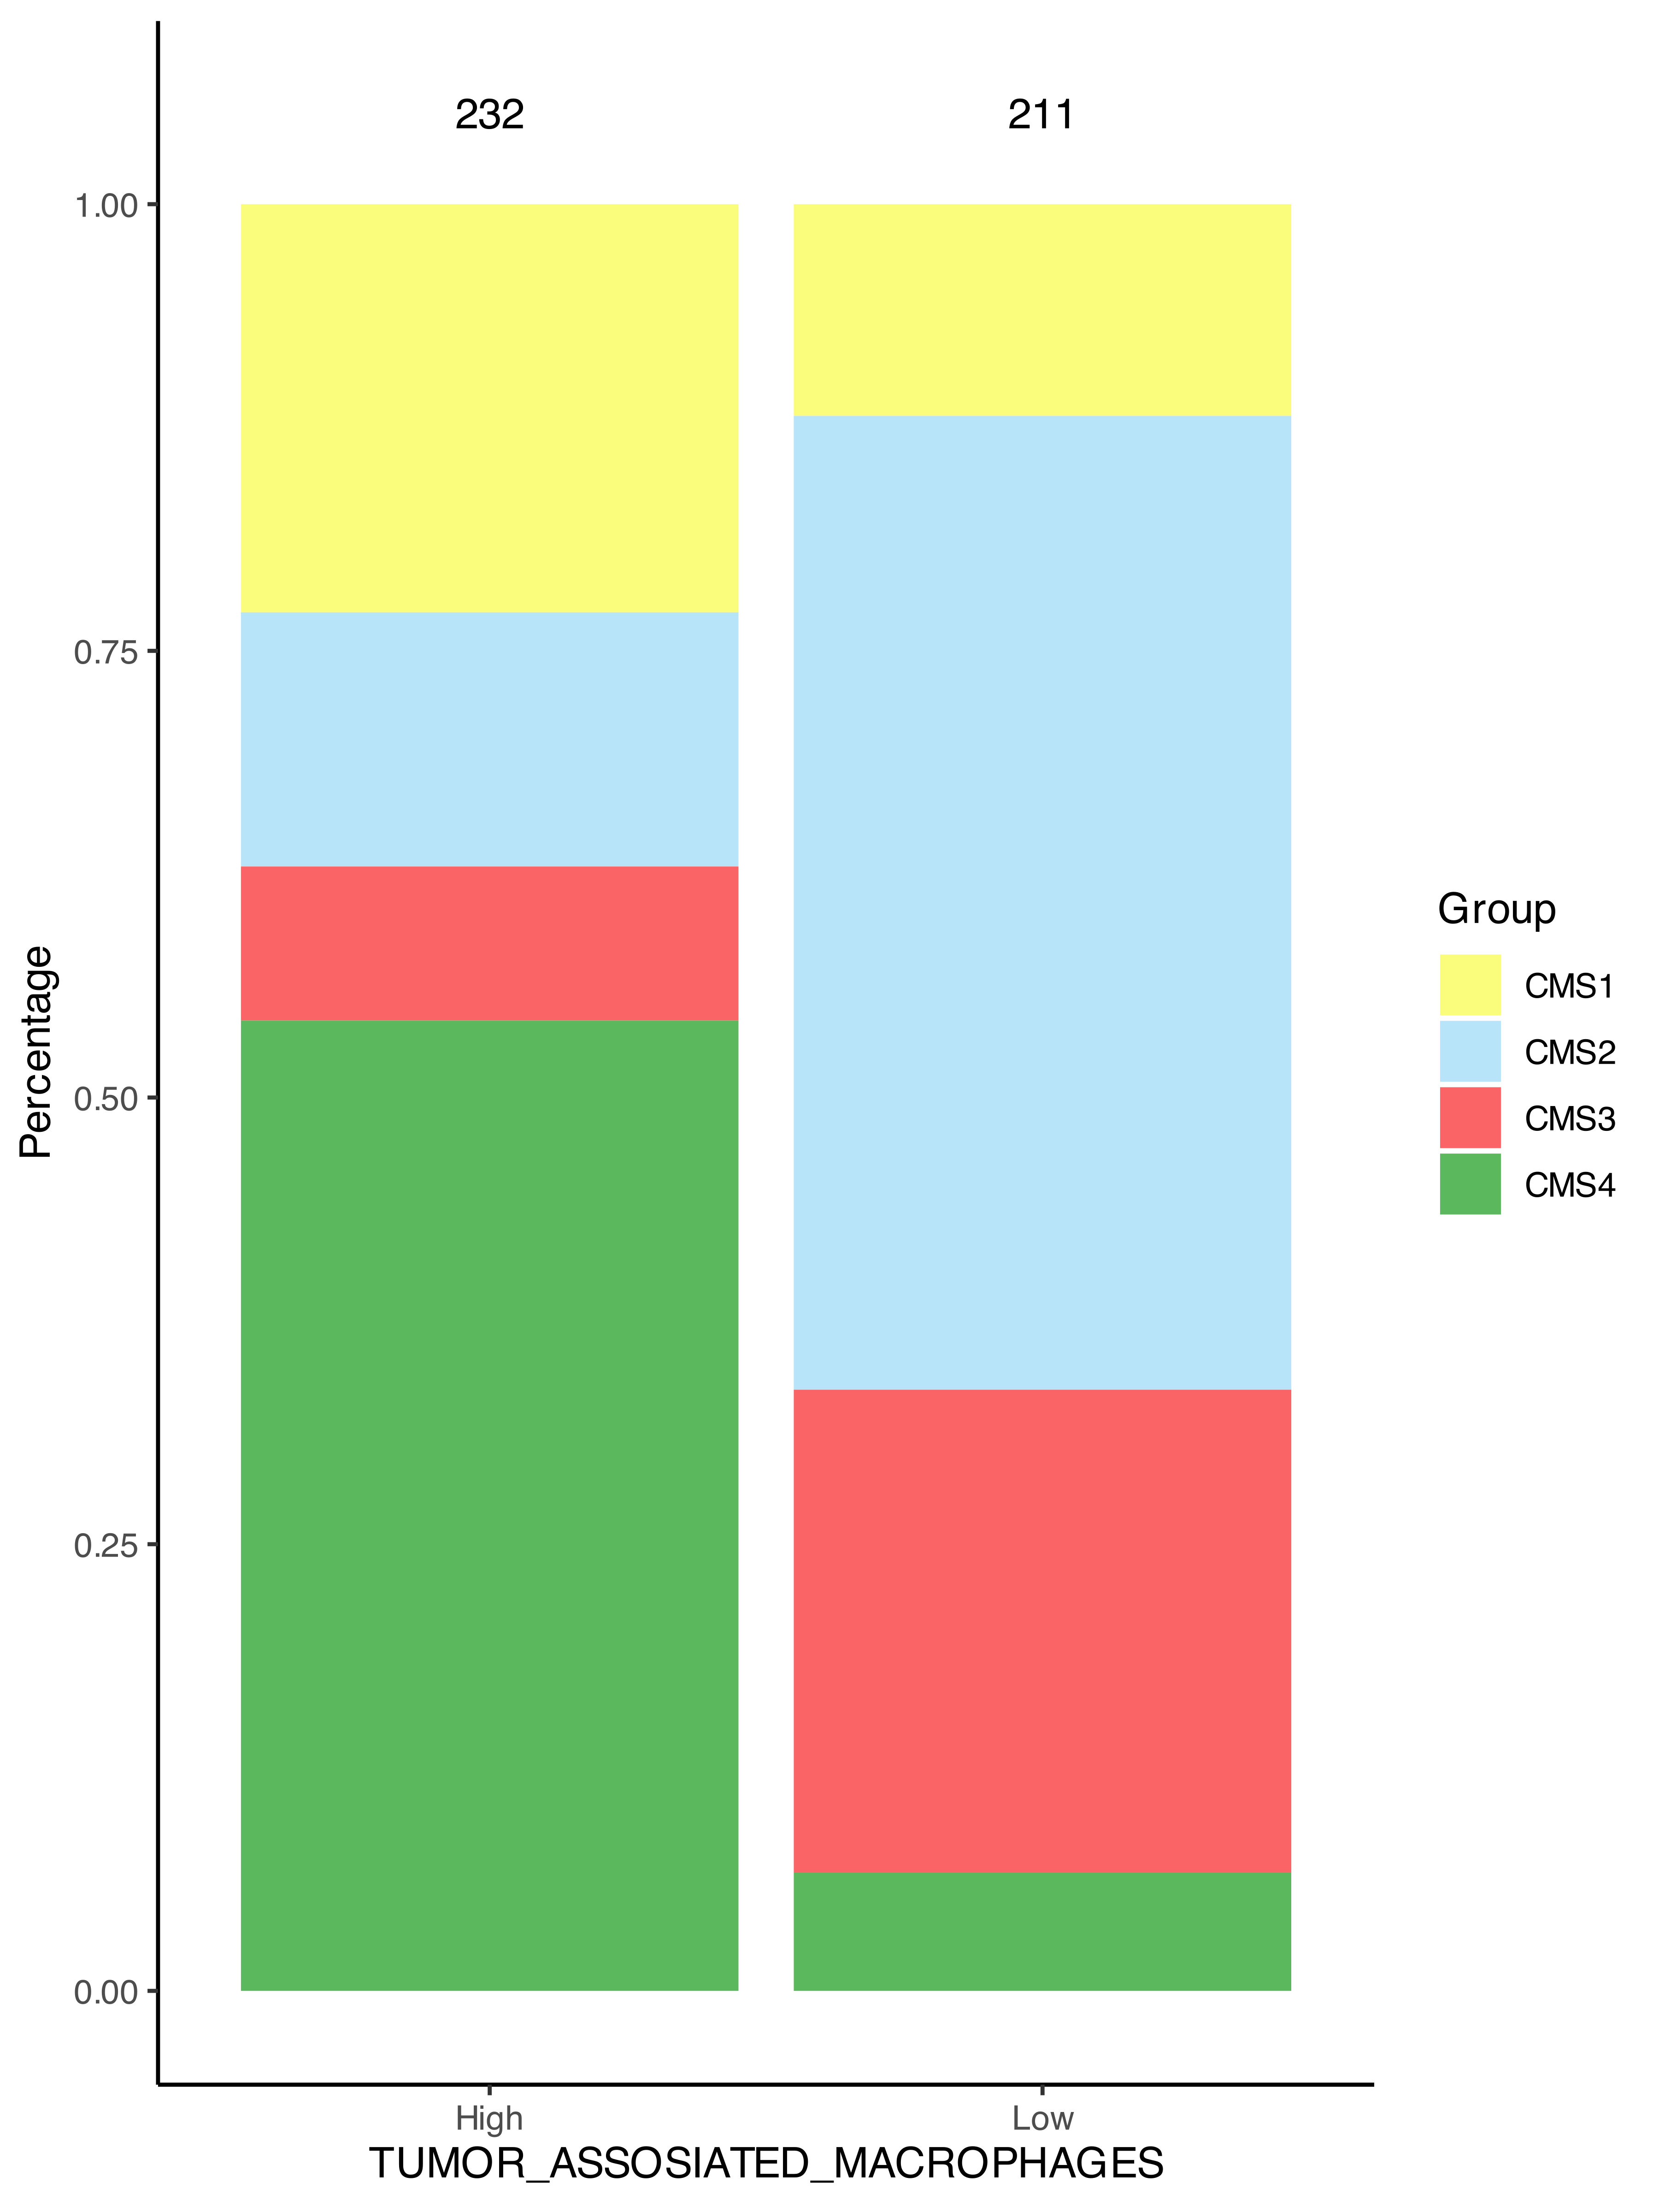 232
211
1.00
0.75
0.50
0.25
0.00
Percentage
High
Low
TUMOR_ASSOSIATED_MACROPHAGES
Group
CMS1
CMS2
CMS3
CMS4